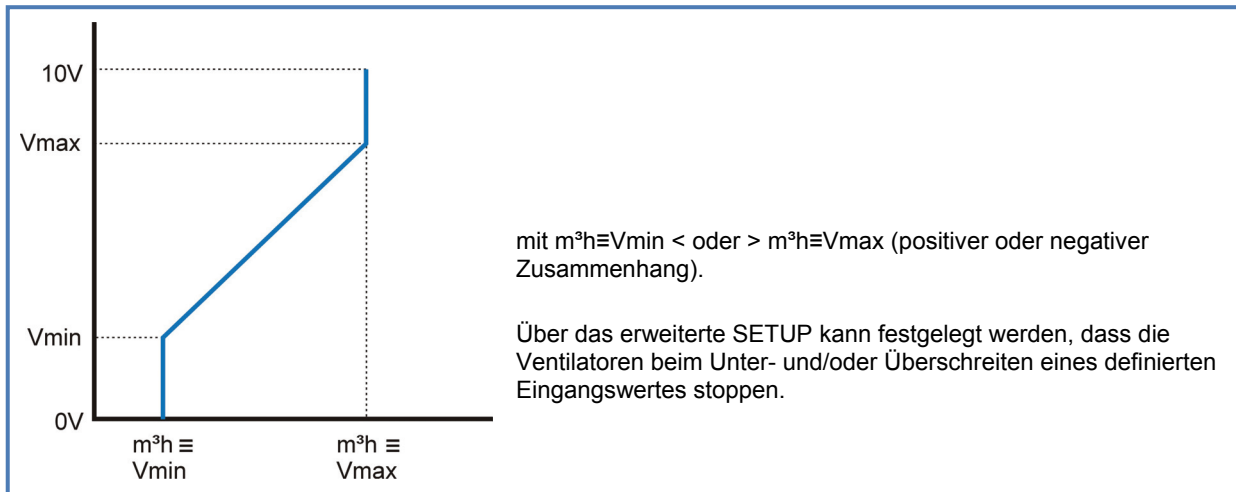 10V
Vmax
Vmin
0V
m³h ≡
Vmin
m³h ≡
Vmax
mit m³h≡Vmin < oder > m³h≡Vmax (positiver oder negativer
Zusammenhang).
Über das erweiterte SETUP kann festgelegt werden, dass die
Ventilatoren beim Unter- und/oder Überschreiten eines definierten
Eingangswertes stoppen.